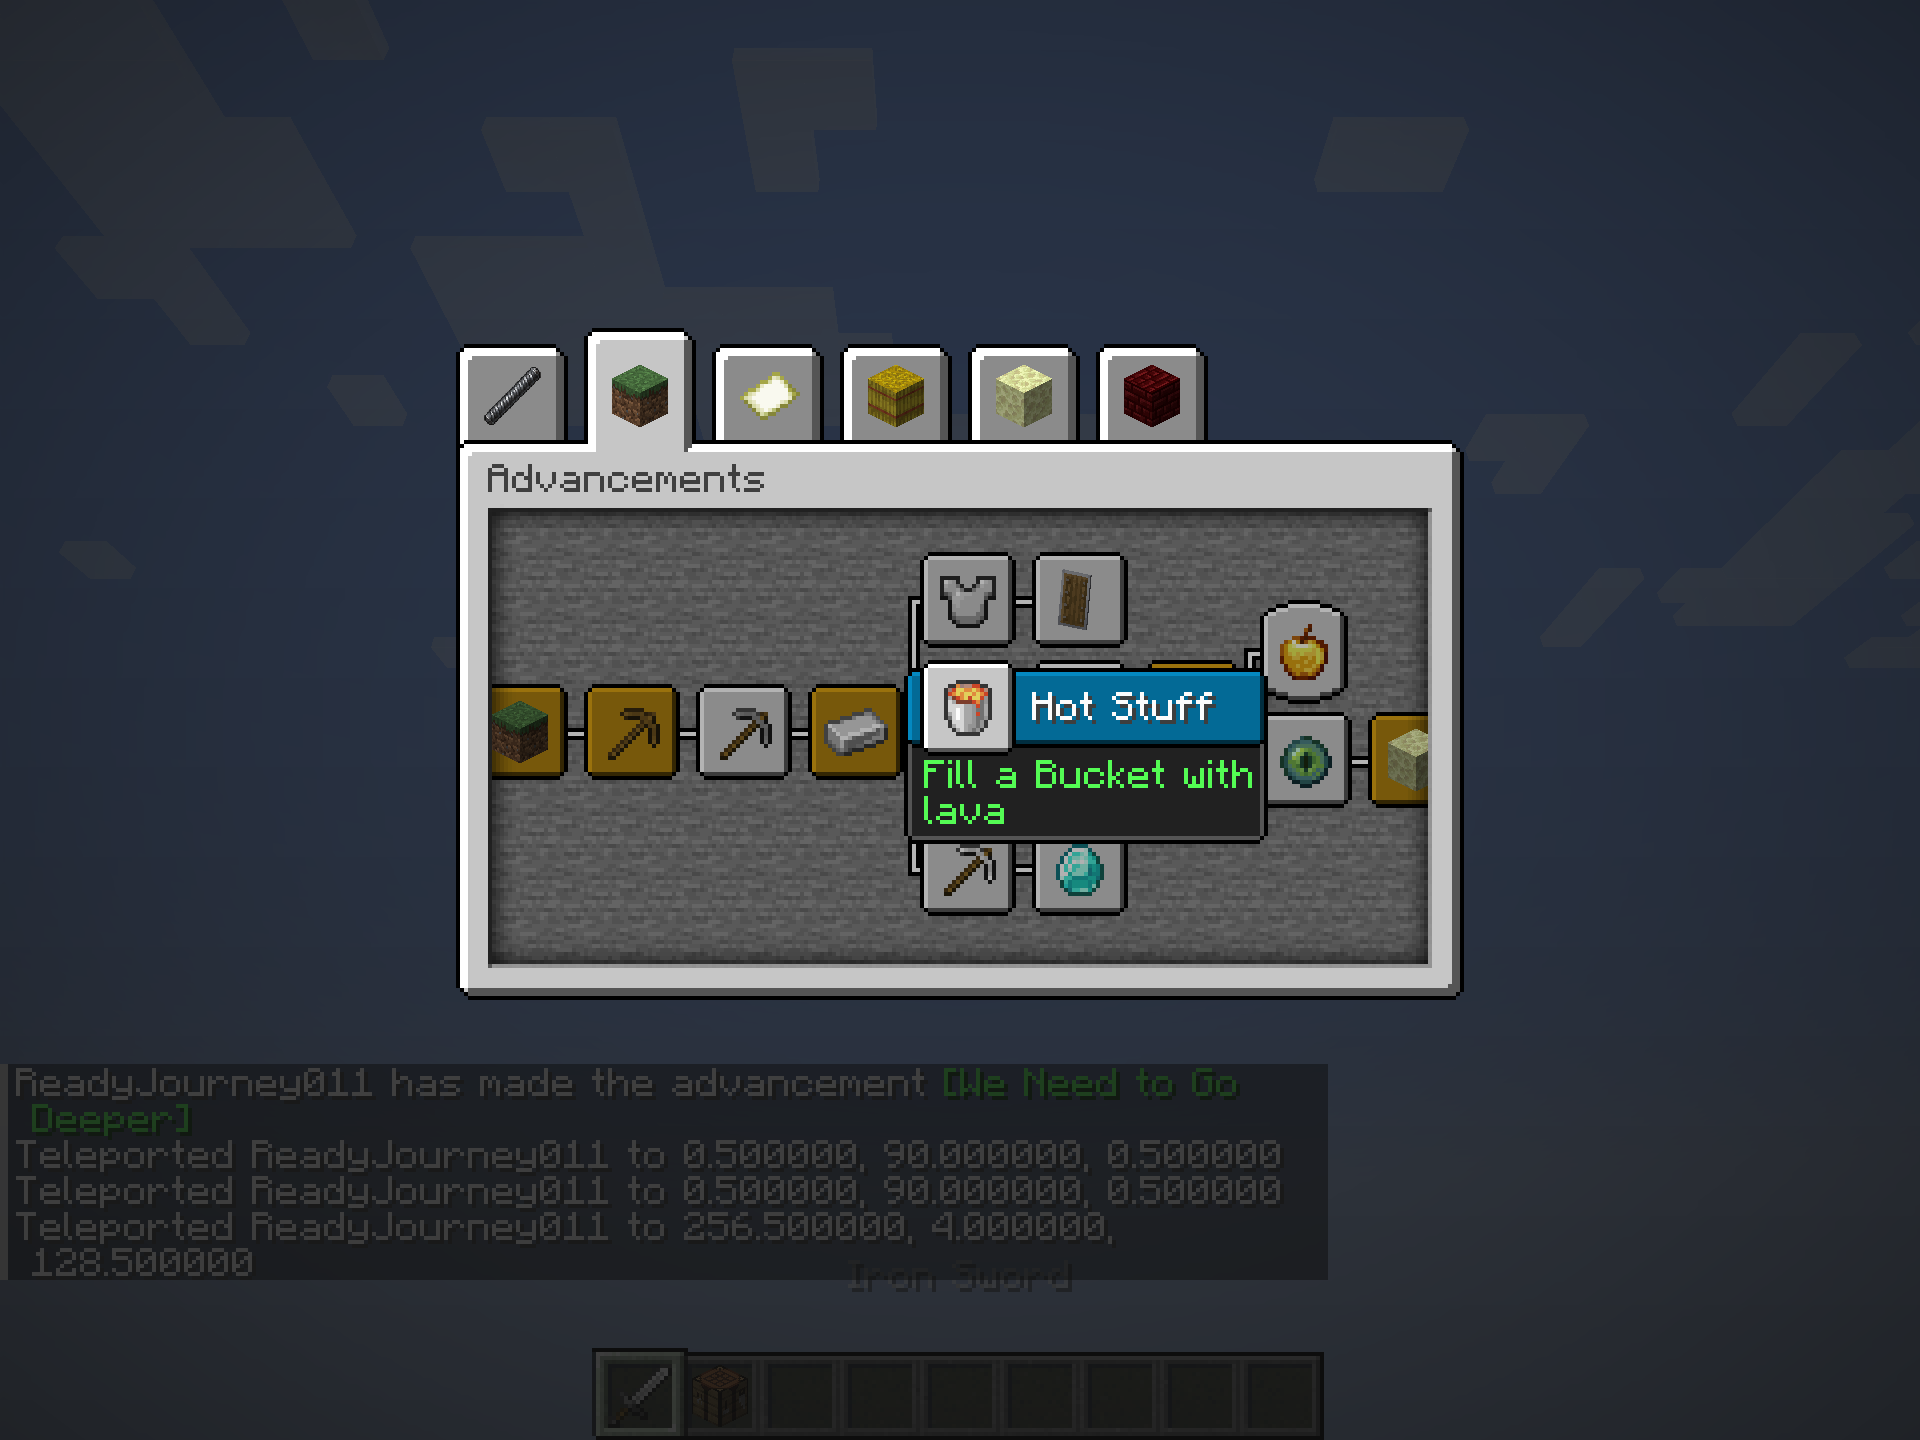 Advancements
Hot Stuff
Fill a Bucket with
lava
ReadyJourney011 has made the advancement [We Need to Go
Deeper]
Teleported ReadyJourney011 to 0.500000, 90.000000, 0.500000
Teleported ReadyJourney011 to 0.500000, 90.000000, 0.500000
Teleported ReadyJourney011 to 256.500000, 4.000000,
128.500000
Iron Sword